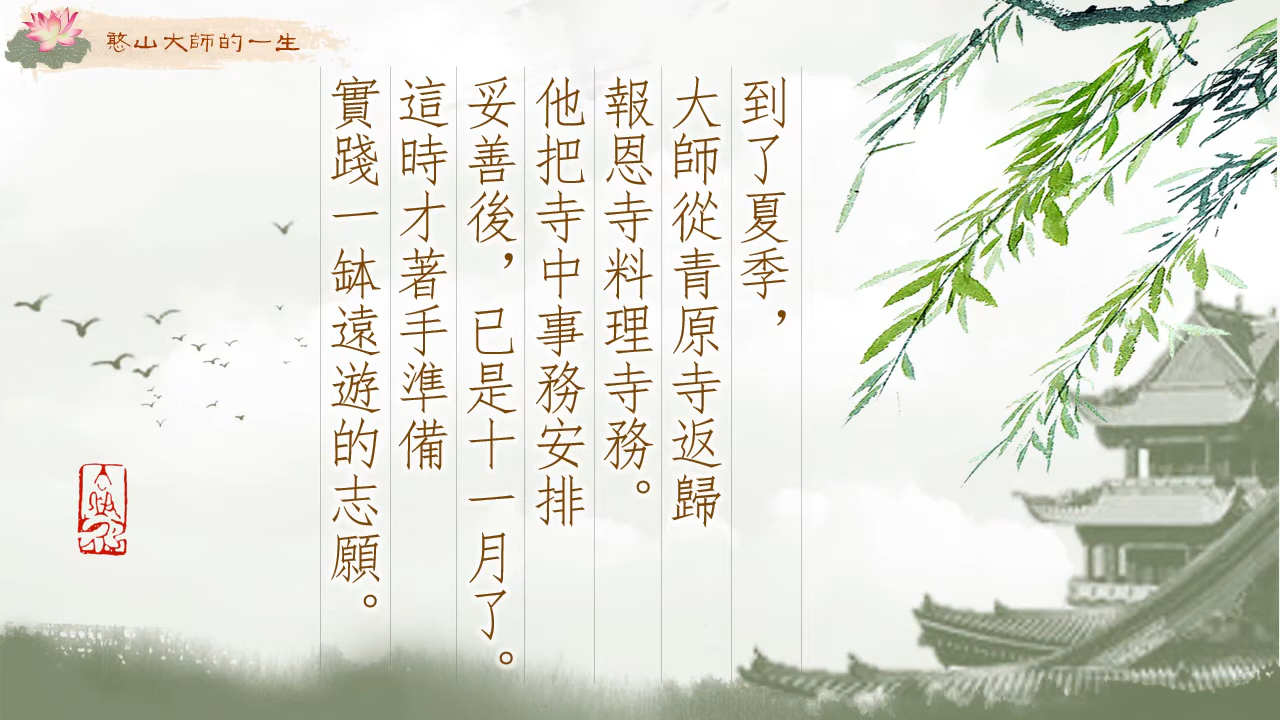 憨山大師的一生
到了夏季，
大師從青原寺返歸
報恩寺料理寺務。
他把寺中事務安排
妥善後，已是十一月了。
這時才著手準備
實踐一缽遠遊的志願。